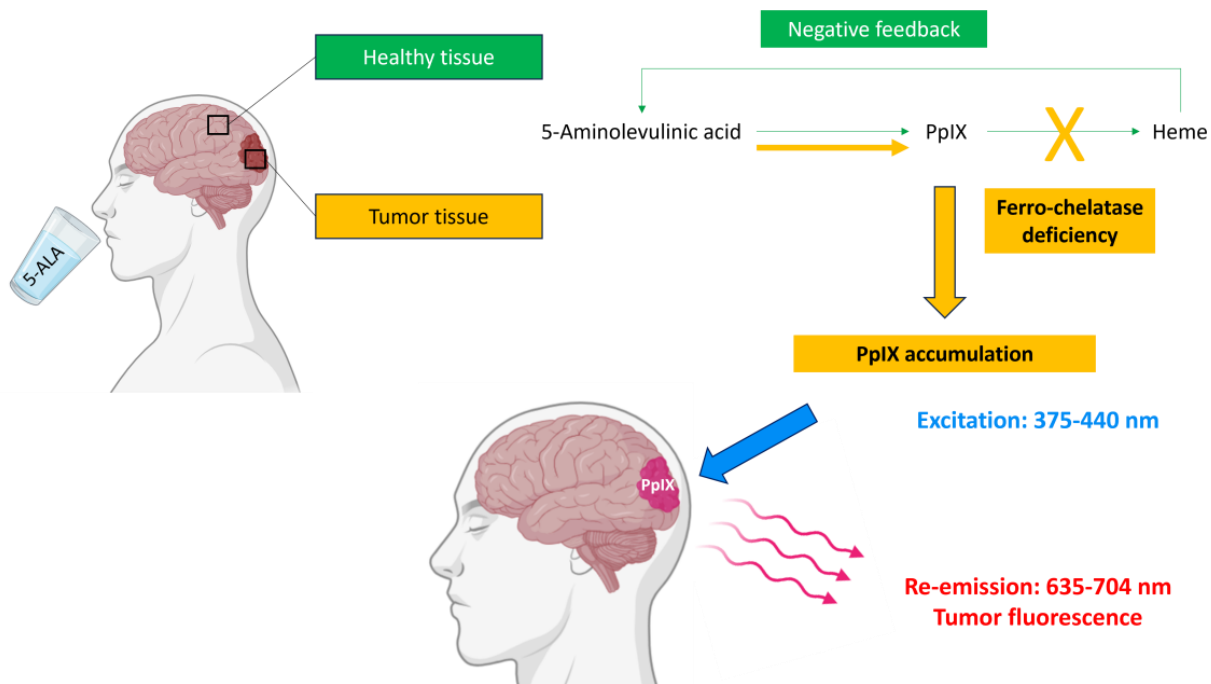 Negative feedback
Healthy tissue
5-Aminolevulinic acid
PpIX
X
Heme
Tumor tissue
Ferro-chelatase
deficiency
5-ALA
PpIX accumulation
Excitation: 375-440 nm
PpIX
Re-emission: 635-704 nm
Tumor fluorescence